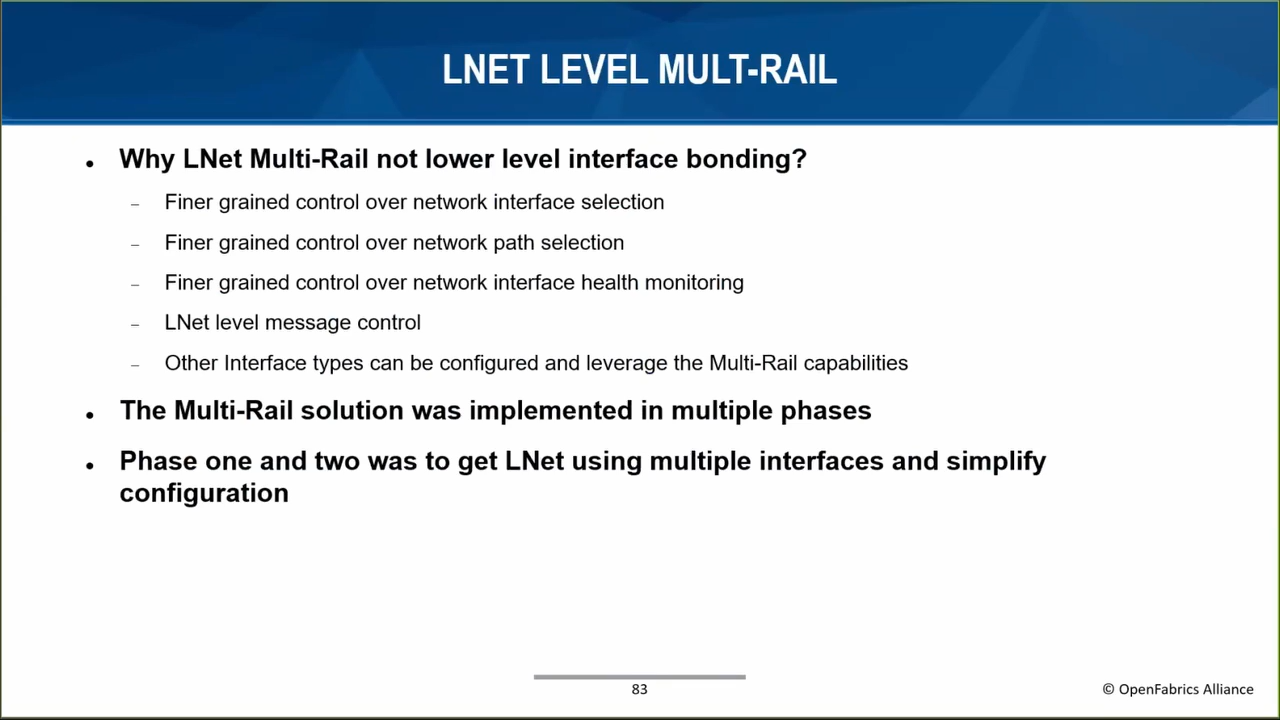 LNET LEVEL MULT-RAIL
• Why LNet Multi-Rail not lower level interface bonding?
– Finer grained control over network interface selection
– Finer grained control over network path selection
– Finer grained control over network interface health monitoring
– LNet level message control
– Other Interface types can be configured and leverage the Multi-Rail capabilities
• The Multi-Rail solution was implemented in multiple phases
• Phase one and two was to get LNet using multiple interfaces and simplify
configuration
83
© OpenFabrics Alliance